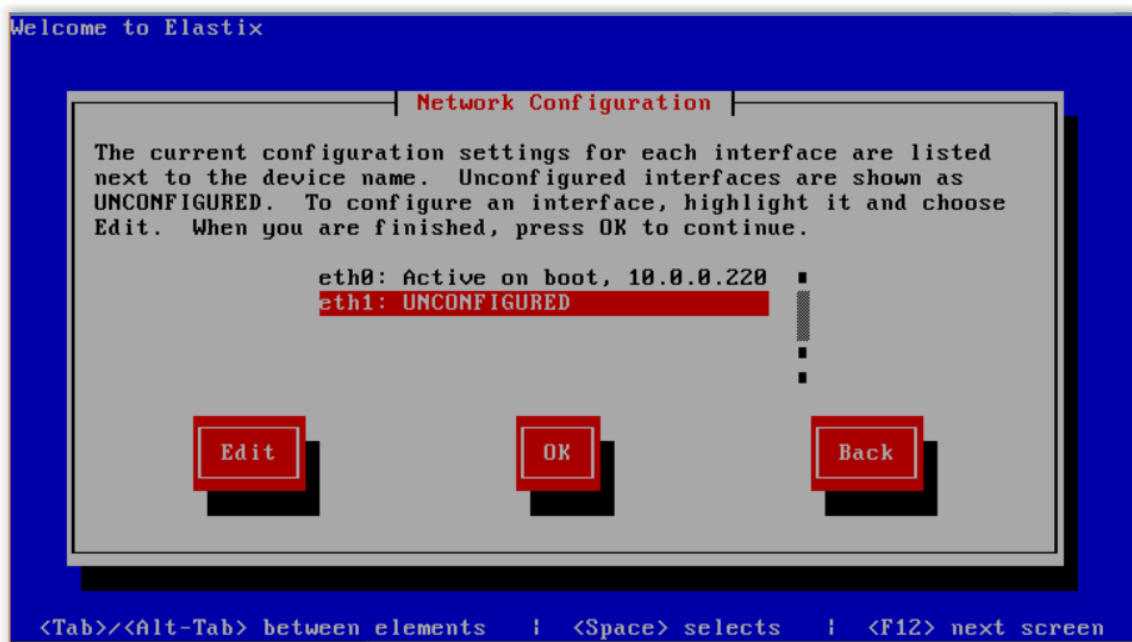 Welcome to Elastix
Network Configuration
The current configuration settings for each interface are listed
next to the device name.  Unconfigured interfaces are shown as
UNCONFIGURED.  To configure an interface, highlight it and choose
Edit.  When you are finished, press OK to continue.
eth0: Active on boot, 10.0.0.220
eth1: UNCONFIGURED
Edit OK Back
<Tab>/<Alt-Tab> between elements | <Space> selects | <F12> next screen